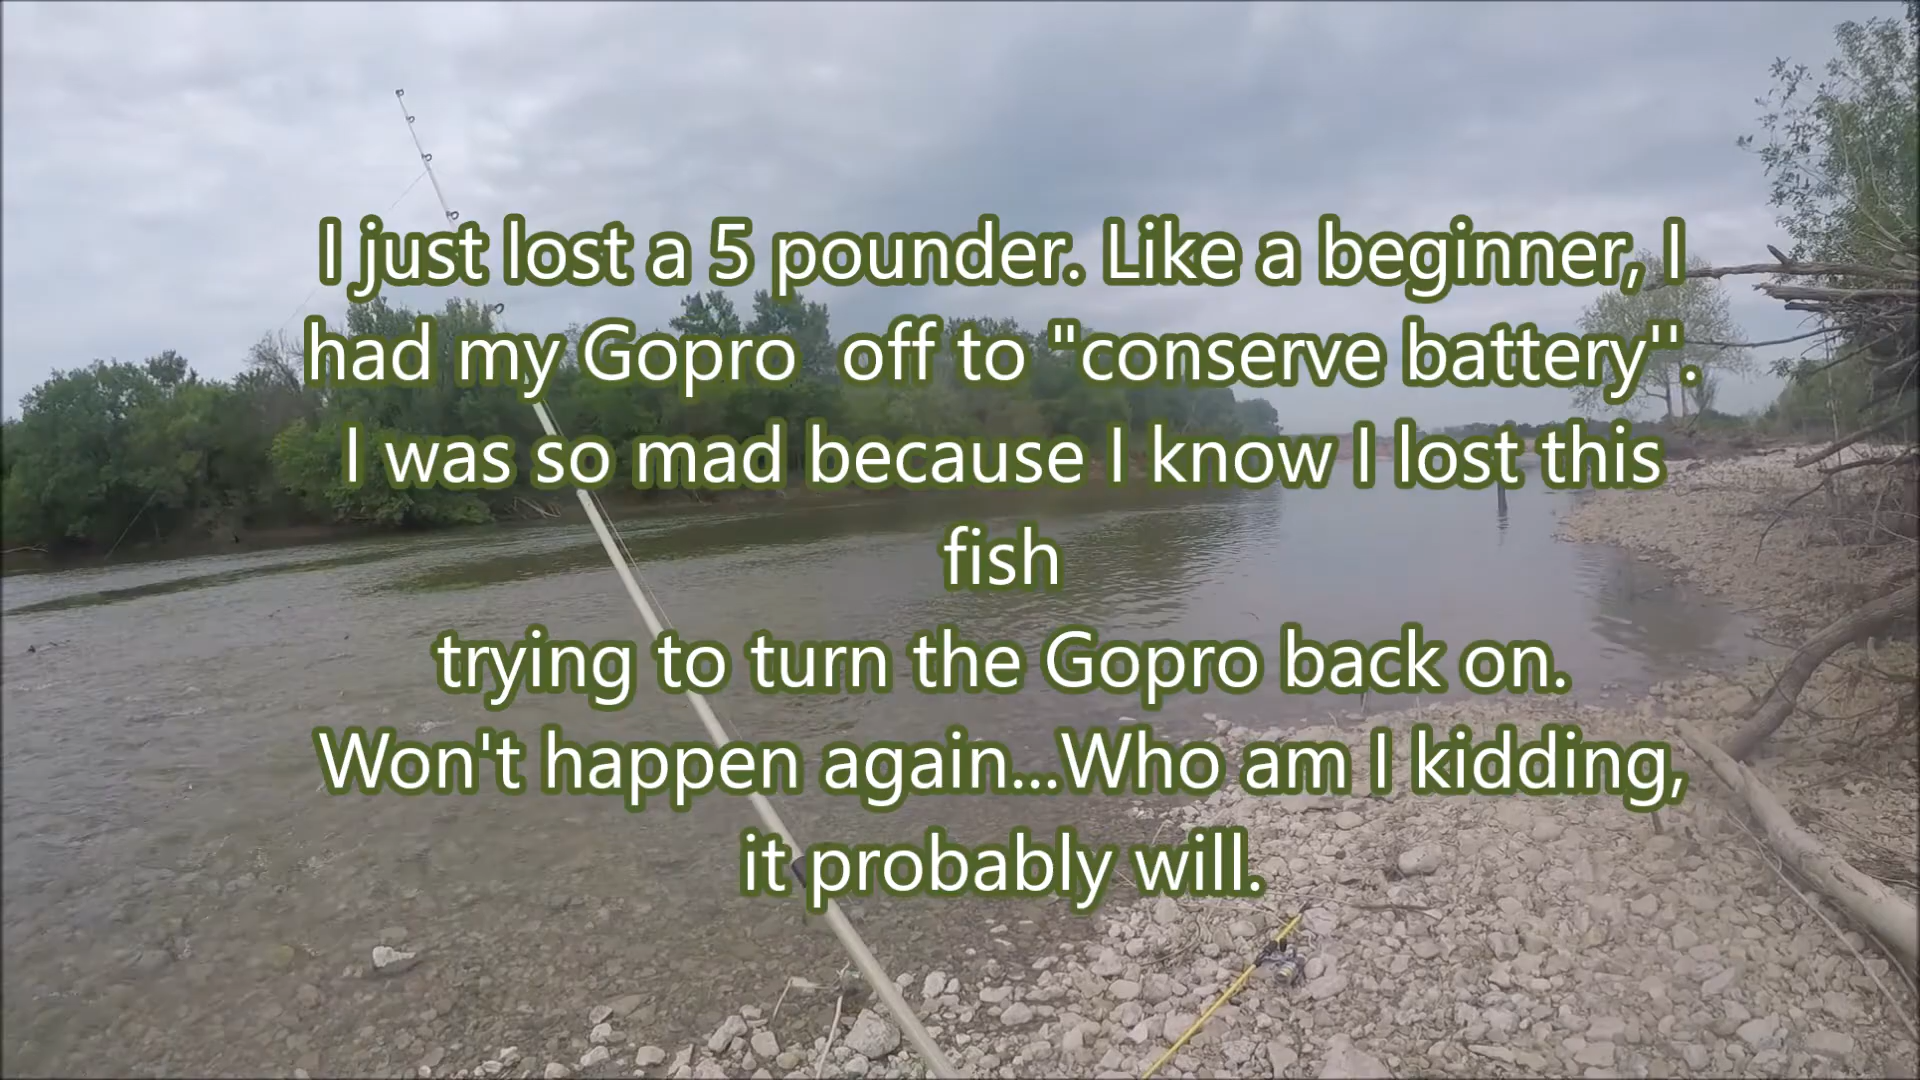 I just lost a 5 pounder. Like a beginner, I
had my Gopro  off to "conserve battery''.
I was so mad because I know I lost this
fish
trying to turn the Gopro back on.
Won't happen again...Who am I kidding,
it probably will.